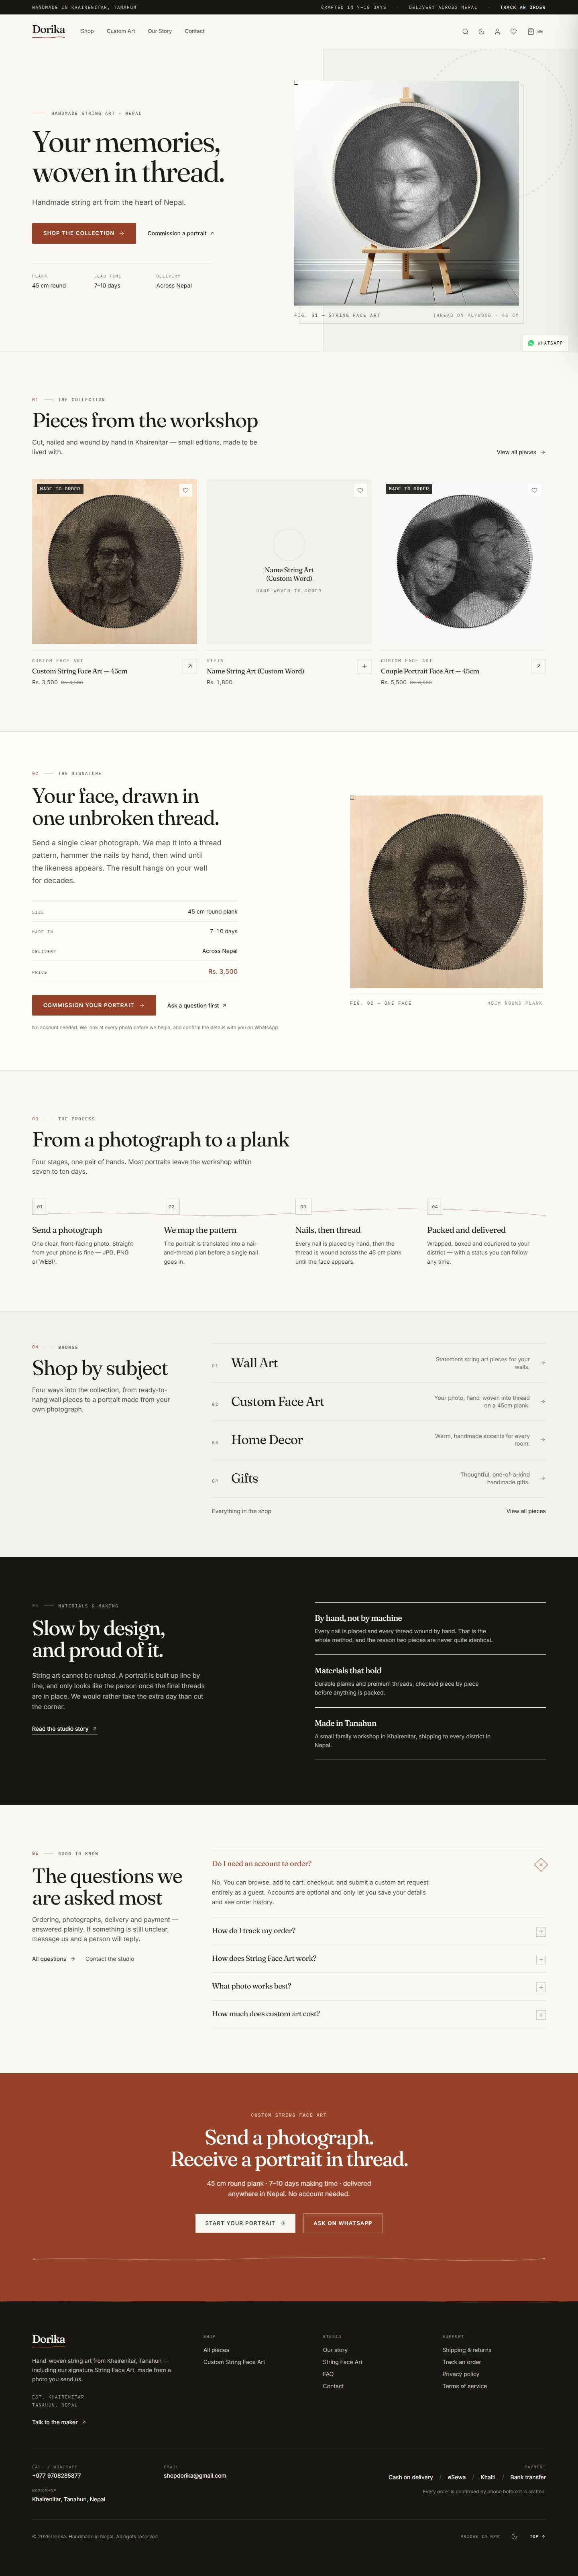 HANDMADE IN KHAIRENITAR, TANAHUN
CRAFTED IN 7–10 DAYS
DELIVERY ACROSS NEPAL
TRACK AN ORDER
Dorika
Shop
Custom Art
Our Story
Contact
00
HANDMADE STRING ART · NEPAL
Your memories,
woven in thread.
Handmade string art from the heart of Nepal.
SHOP THE COLLECTION →
Commission a portrait ↗
PLANK
LEAD TIME
DELIVERY
45 cm round
7–10 days
Across Nepal
FIG. 01 — STRING FACE ART
THREAD ON PLYWOOD · 45 CM
WHATSAPP
01
THE COLLECTION
Pieces from the workshop
Cut, nailed and wound by hand in Khairenitar — small editions, made to be
lived with.
View all pieces →
MADE TO ORDER
Name String Art
(Custom Word)
HAND-WOVEN TO ORDER
MADE TO ORDER
CUSTOM FACE ART
Custom String Face Art — 45cm
Rs. 3,500 Rs. 4,500
GIFTS
Name String Art (Custom Word)
Rs. 1,800
CUSTOM FACE ART
Couple Portrait Face Art — 45cm
Rs. 5,500 Rs. 6,500
02
THE SIGNATURE
Your face, drawn in
one unbroken thread.
Send a single clear photograph. We map it into a thread
pattern, hammer the nails by hand, then wind until
the likeness appears. The result hangs on your wall
for decades.
SIZE
45 cm round plank
MADE IN
7–10 days
DELIVERY
Across Nepal
PRICE
Rs. 3,500
COMMISSION YOUR PORTRAIT →
Ask a question first ↗
No account needed. We look at every photo before we begin, and confirm the details with you on WhatsApp.
FIG. 02 — ONE FACE
45CM ROUND PLANK
03
THE PROCESS
From a photograph to a plank
Four stages, one pair of hands. Most portraits leave the workshop within
seven to ten days.
01
02
03
04
Send a photograph
One clear, front-facing photo. Straight
from your phone is fine — JPG, PNG
or WEBP.
We map the pattern
The portrait is translated into a nail-
and-thread plan before a single nail
goes in.
Nails, then thread
Every nail is placed by hand, then the
thread is wound across the 45 cm plank
until the face appears.
Packed and delivered
Wrapped, boxed and couriered to your
district — with a status you can follow
any time.
04
BROWSE
Shop by subject
Four ways into the collection, from ready-to-
hang wall pieces to a portrait made from your
own photograph.
01
Wall Art
Statement string art pieces for your
walls.
02
Custom Face Art
Your photo, hand-woven into thread
on a 45cm plank.
03
Home Decor
Warm, handmade accents for every
room.
04
Gifts
Thoughtful, one-of-a-kind
handmade gifts.
Everything in the shop
View all pieces
05
MATERIALS & MAKING
Slow by design,
and proud of it.
String art cannot be rushed. A portrait is built up line by
line, and only looks like the person once the final threads
are in place. We would rather take the extra day than cut
the corner.
Read the studio story ↗
By hand, not by machine
Every nail is placed and every thread wound by hand. That is the
whole method, and the reason two pieces are never quite identical.
Materials that hold
Durable planks and premium threads, checked piece by piece
before anything is packed.
Made in Tanahun
A small family workshop in Khairenitar, shipping to every district in
Nepal.
06
GOOD TO KNOW
The questions we
are asked most
Ordering, photographs, delivery and payment —
answered plainly. If something is still unclear,
message us and a person will reply.
All questions →
Contact the studio
Do I need an account to order?
No. You can browse, add to cart, checkout, and submit a custom art request
entirely as a guest. Accounts are optional and only let you save your details
and see order history.
How do I track my order?
How does String Face Art work?
What photo works best?
How much does custom art cost?
CUSTOM STRING FACE ART
Send a photograph.
Receive a portrait in thread.
45 cm round plank · 7–10 days making time · delivered
anywhere in Nepal. No account needed.
START YOUR PORTRAIT →
ASK ON WHATSAPP
Dorika
Hand-woven string art from Khairenitar, Tanahun —
including our signature String Face Art, made from a
photo you send us.
EST. KHAIRENITAR
TANAHUN, NEPAL
Talk to the maker ↗
SHOP
All pieces
Custom String Face Art
STUDIO
Our story
String Face Art
FAQ
Contact
SUPPORT
Shipping & returns
Track an order
Privacy policy
Terms of service
CALL / WHATSAPP
+977 9708285877
EMAIL
shopdorika@gmail.com
WORKSHOP
Khairenitar, Tanahun, Nepal
PAYMENT
Cash on delivery / eSewa / Khalti / Bank transfer
Every order is confirmed by phone before it is crafted.
© 2026 Dorika. Handmade in Nepal. All rights reserved.
PRICES IN NPR
TOP ↑